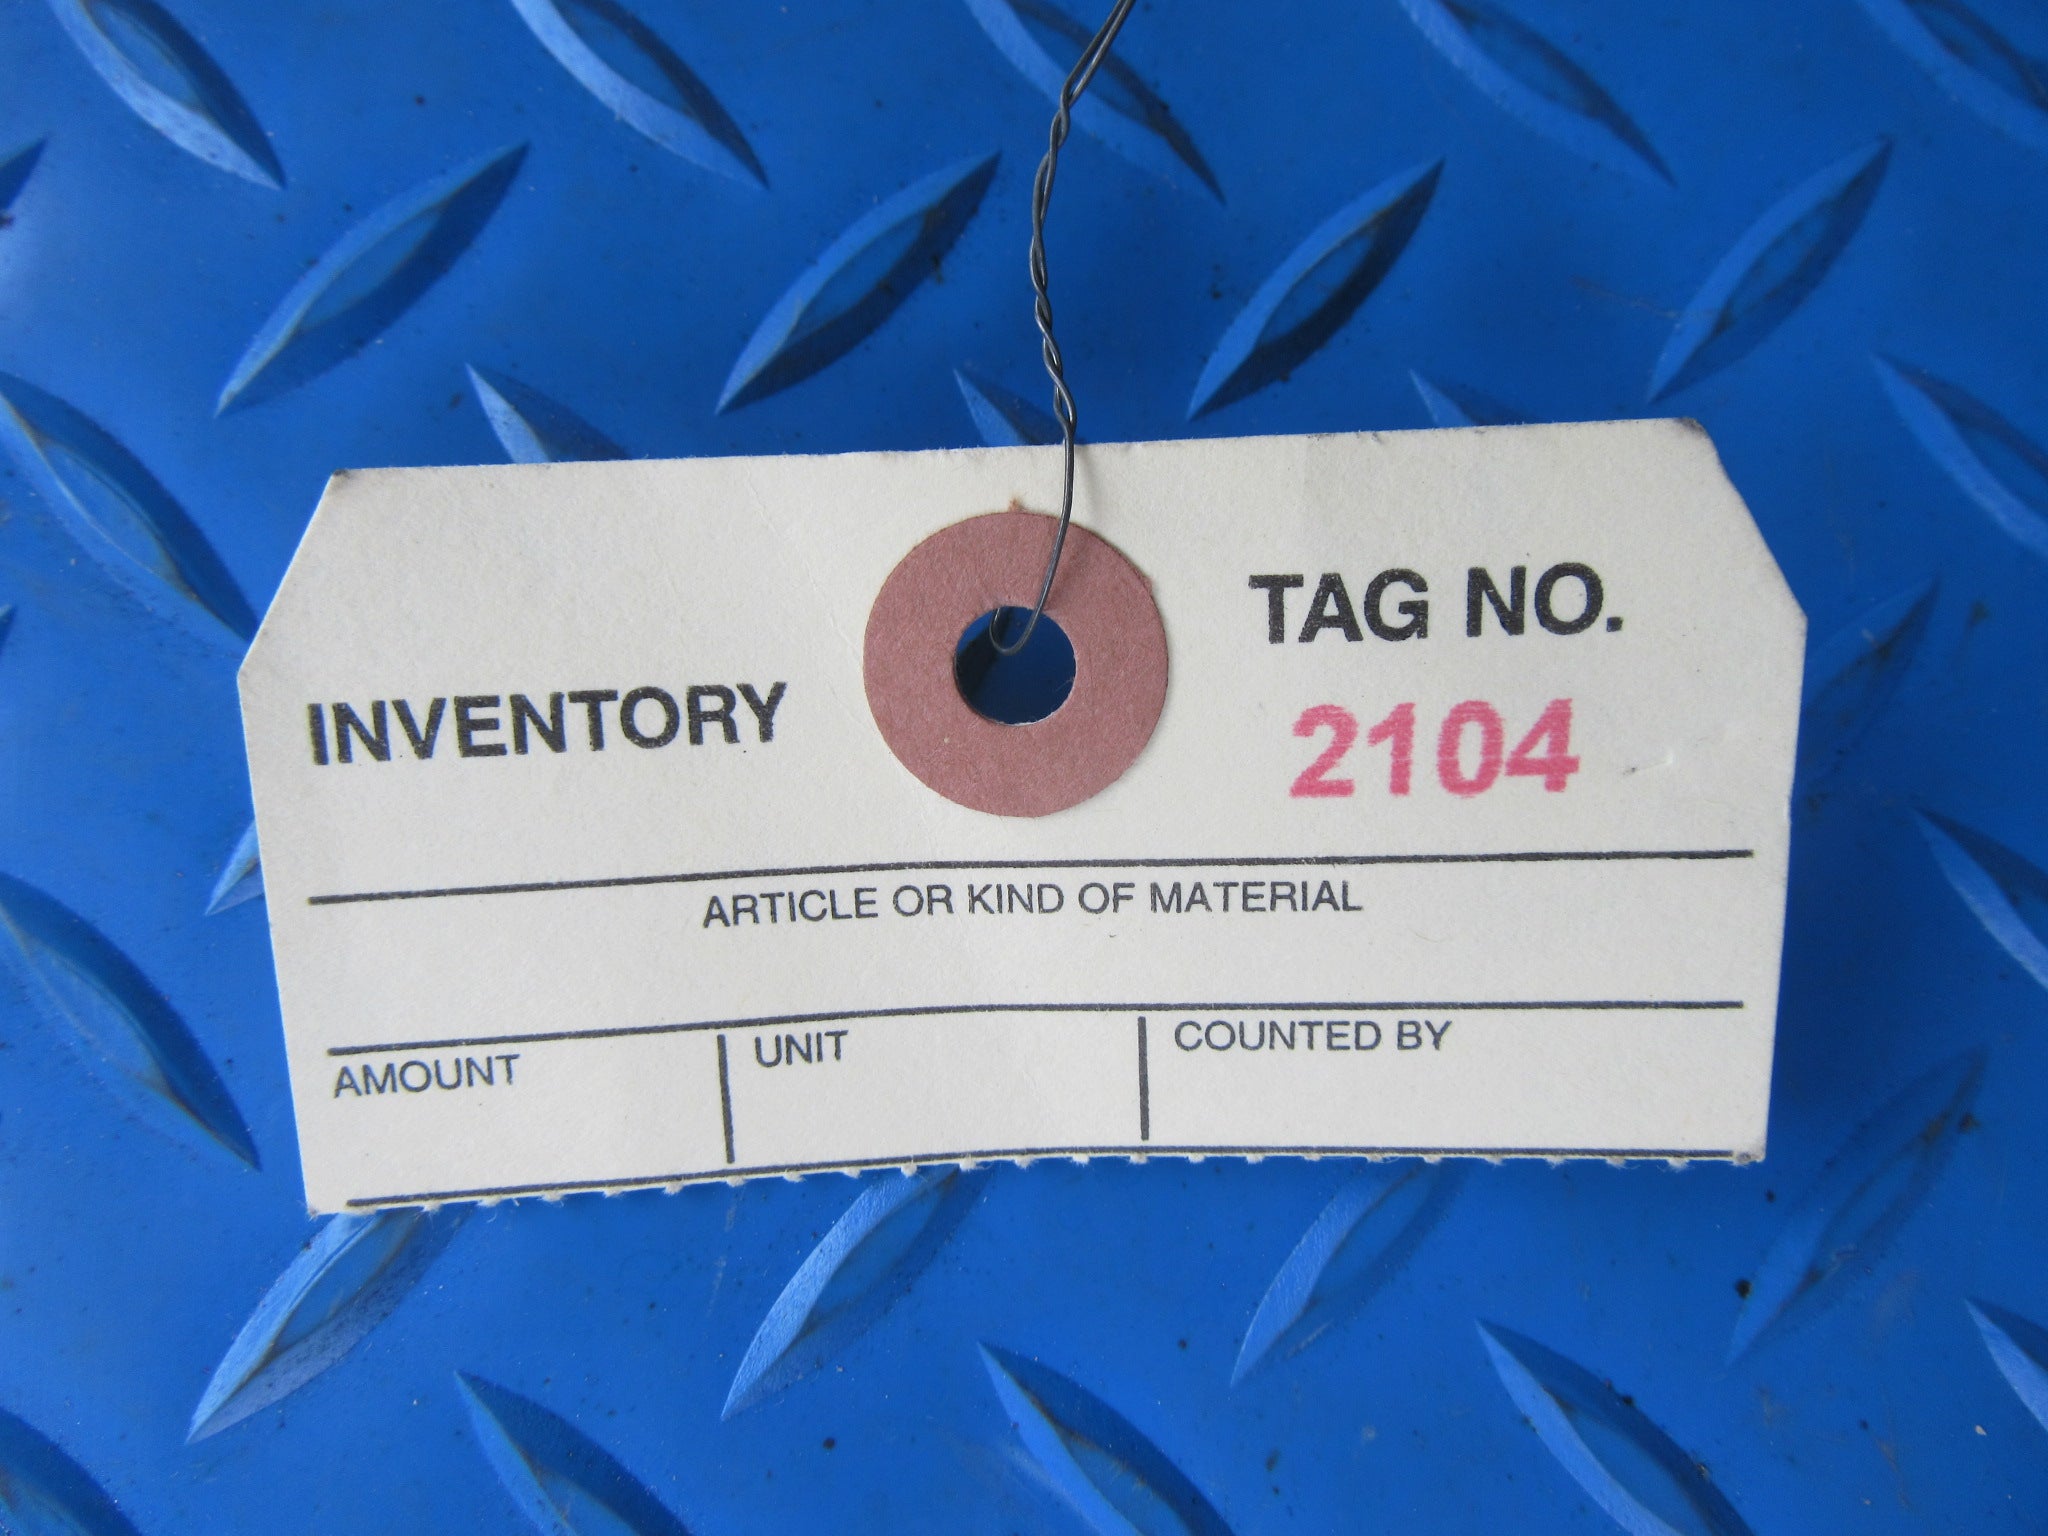 TAG NO.
INVENTORY
2104
ARTICLE OR KIND OF MATERIAL
AMOUNT UNIT COUNTED BY